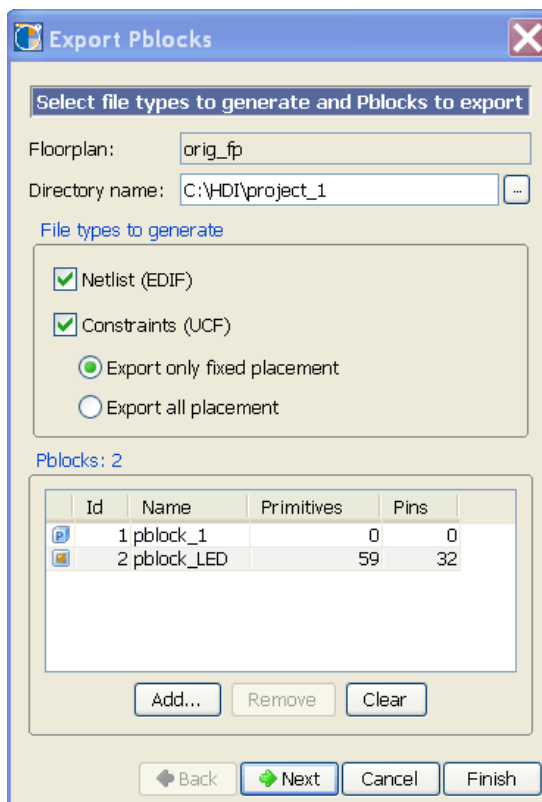 Export Pblocks
Select file types to generate and Pblocks to export
Floorplan: orig_fp
Directory name: C:\HDI\project_1 ...
File types to generate
Netlist (EDIF)
Constraints (UCF)
Export only fixed placement
Export all placement
Pblocks: 2
Id Name Primitives Pins
1 pblock_1 0 0
2 pblock_LED 59 32
Add... Remove Clear
Back Next Cancel Finish